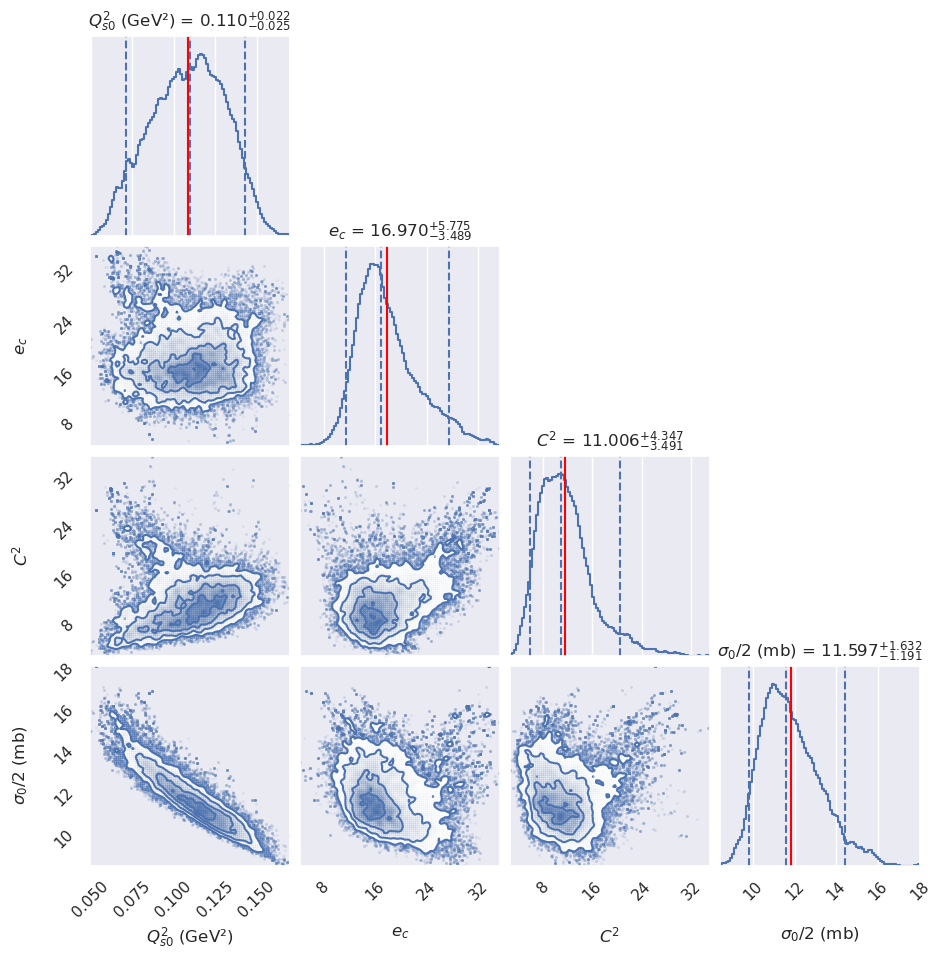 Q²ₛ₀ (GeV²) = 0.110⁺⁰·⁰²²₋₀.₀₂₅
e_c = 16.970⁺⁵·⁷⁷⁵₋₃.₄₈₉
32
24
16
8
e_c
C² = 11.006⁺⁴·³⁴⁷₋₃.₄₉₁
32
24
16
8
C²
σ₀/2 (mb) = 11.597⁺¹·⁶³²₋₁.₁₉₁
18
16
14
12
10
σ₀/2 (mb)
0.050 0.075 0.100 0.125 0.150 8 16 24 32 8 16 24 32 10 12 14 16 18
Q²ₛ₀ (GeV²) e_c C² σ₀/2 (mb)